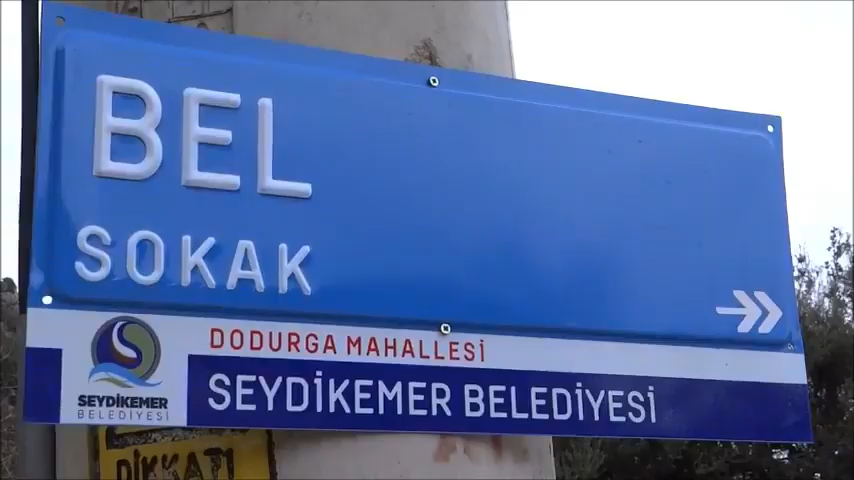 BEL
SOKAK
DODURGA MAHALLESİ
SEYDİKEMER BELEDİYESİ
SEYDİKEMER
BELEDİYESİ
DİKKAT!